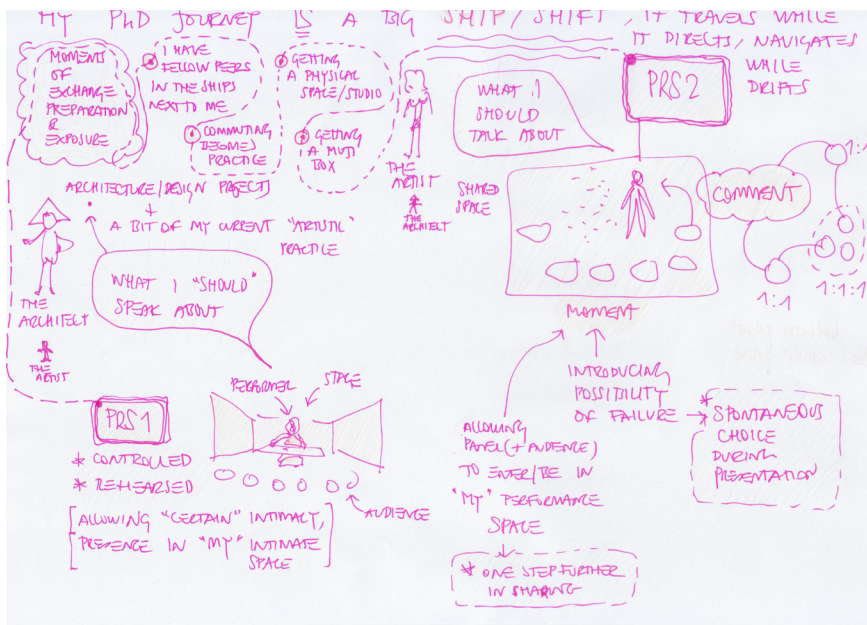 MY PhD JOURNEY IS A BIG SHIP/SHIFT, IT TRAVELS WHILE
IT DIRECTS/NAVIGATES
WHILE
DRIFTS
MOMENTS
OF
EXCHANGE
PREPARATION
&
EXPOSURE
I HAVE
FELLOW PEERS
IN THE SHIPS
NEXT TO ME
COMMUTING
BECOMES
PRACTICE
GETTING
A PHYSICAL
SPACE/STUDIO
GETTING
A MUJI
BOX
THE
ARTIST
THE
ARCHITECT
ARCHITECTURE/DESIGN PROJECTS
+
A BIT OF MY CURRENT "ARTISTIC"
PRACTICE
THE
ARCHITECT
THE
ARTIST
WHAT I "SHOULD"
SPEAK ABOUT
PRS1
* CONTROLLED
* REHEARSED
PERFORMER
STAGE
AUDIENCE
[ALLOWING "CERTAIN" INTIMACY,
PRESENCE IN "MY" INTIMATE
SPACE]
WHAT I
SHOULD
TALK ABOUT
PRS2
SHARED
SPACE
COMMENT
1:1
1:1
1:1:1
MOMENT
ALLOWING
PANEL (+ AUDIENCE)
TO ENTER/BE IN
"MY" PERFORMANCE
SPACE
* ONE STEP FURTHER
IN SHARING
INTRODUCING
POSSIBILITY
OF FAILURE
* SPONTANEOUS
CHOICE
DURING
PRESENTATION